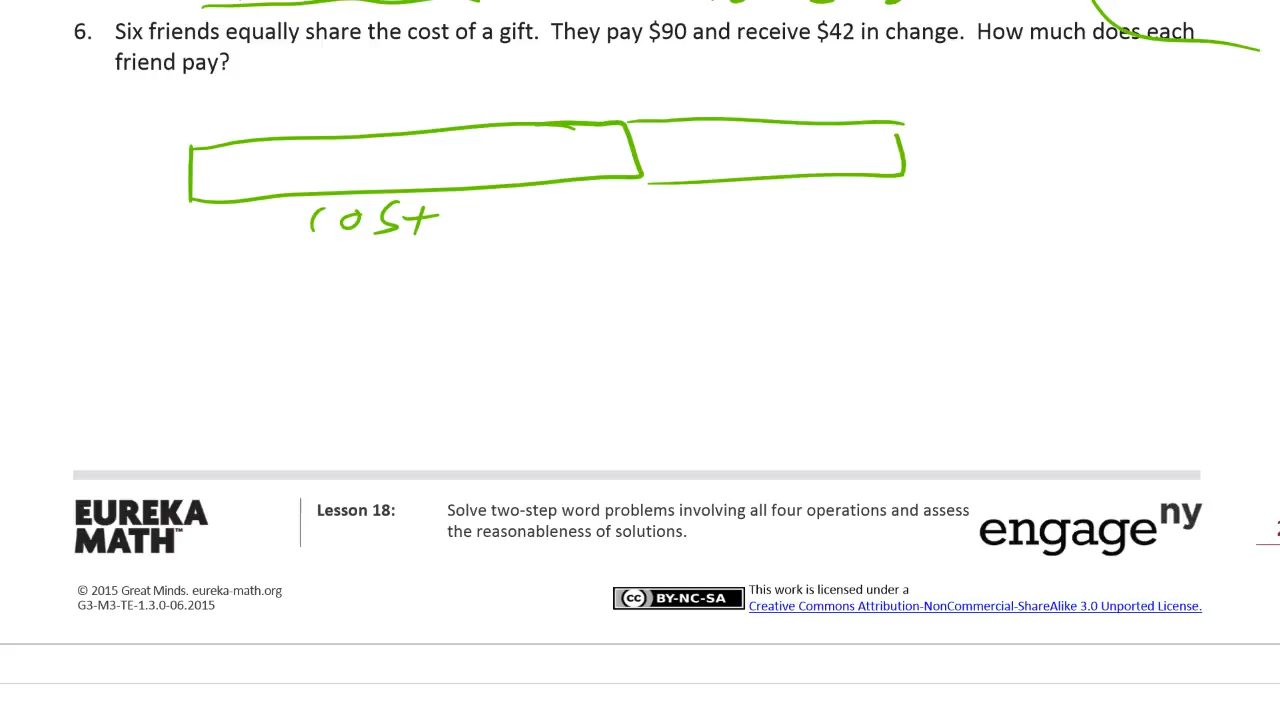 6. Six friends equally share the cost of a gift. They pay $90 and receive $42 in change. How much does each
friend pay?
cost
EUREKA
MATH™
Lesson 18:
Solve two-step word problems involving all four operations and assess
the reasonableness of solutions.
engage ny
© 2015 Great Minds. eureka-math.org
G3-M3-TE-1.3.0-06.2015
cc BY-NC-SA
This work is licensed under a
Creative Commons Attribution-NonCommercial-ShareAlike 3.0 Unported License.